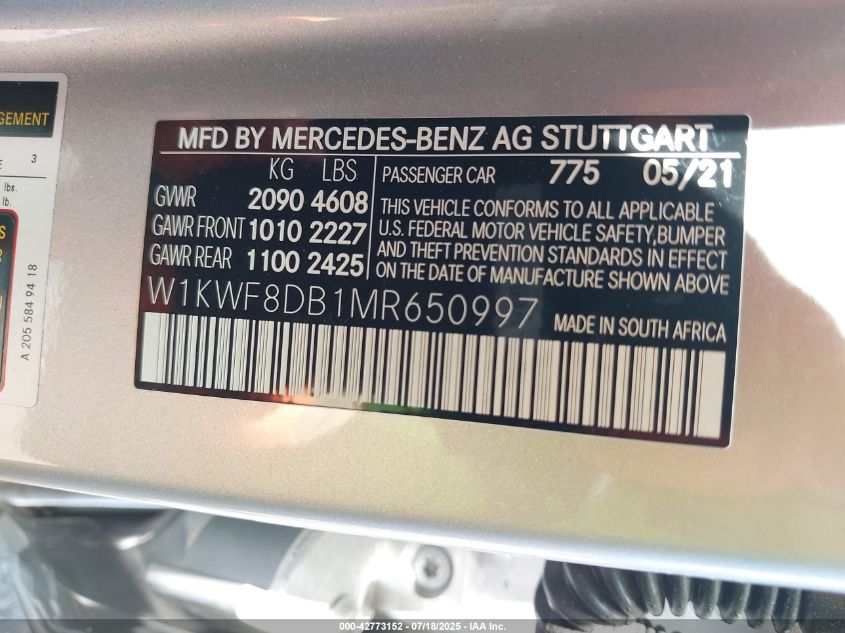 GEMENT
E 3
lbs.
lb.
S
R
A 205 584 94 18
MFD BY MERCEDES-BENZ AG STUTTGART
KG LBS
GVWR 2090 4608
GAWR FRONT 1010 2227
GAWR REAR 1100 2425
PASSENGER CAR 775 05/21
THIS VEHICLE CONFORMS TO ALL APPLICABLE
U.S. FEDERAL MOTOR VEHICLE SAFETY,BUMPER
AND THEFT PREVENTION STANDARDS IN EFFECT
ON THE DATE OF MANUFACTURE SHOWN ABOVE
W1KWF8DB1MR650997
MADE IN SOUTH AFRICA
000-42773152 - 07/18/2025 - IAA Inc.